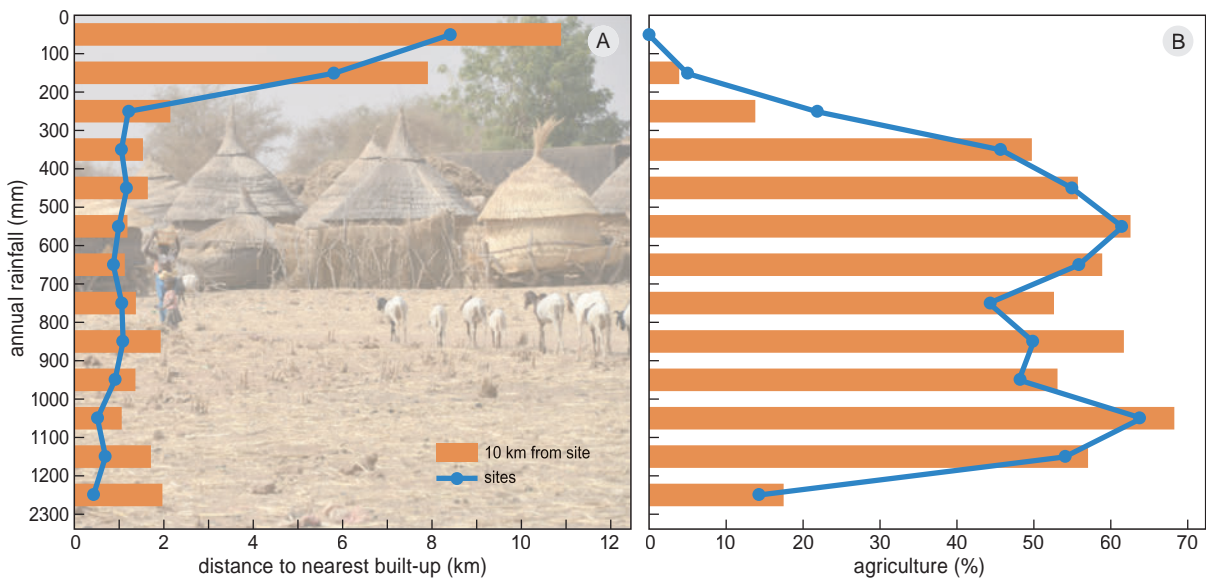 A
B
0
100
200
300
400
500
600
700
800
900
1000
1100
1200
2300
annual rainfall (mm)
10 km from site
sites
0 2 4 6 8 10 12
distance to nearest built-up (km)
0 10 20 30 40 50 60 70
agriculture (%)